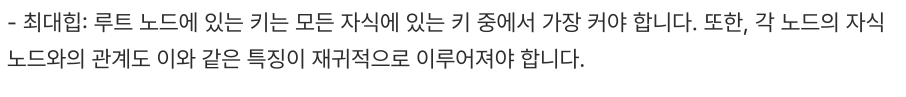 - 최대힙: 루트 노드에 있는 키는 모든 자식에 있는 키 중에서 가장 커야 합니다. 또한, 각 노드의 자식
노드와의 관계도 이와 같은 특징이 재귀적으로 이루어져야 합니다.